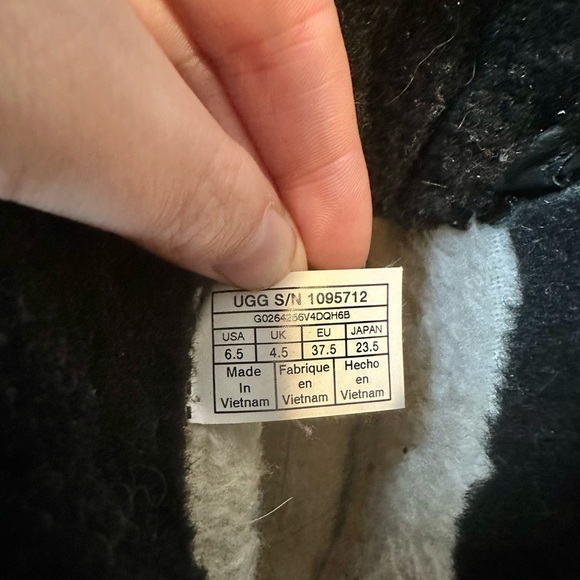 UGG S/N 1095712
G0264266V4DQH6B
USA UK EU JAPAN
6.5 4.5 37.5 23.5
Made Fabrique Hecho
In en en
Vietnam Vietnam Vietnam